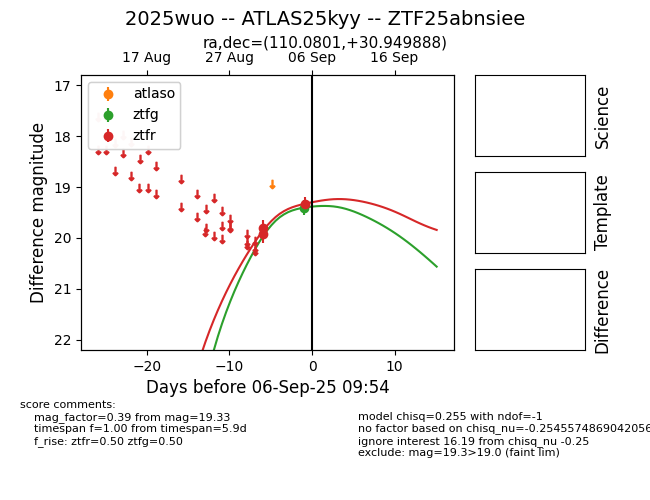 2025wuo -- ATLAS25kyy -- ZTF25abnsiee
ra,dec=(110.0801,+30.949888)
17 Aug 27 Aug 06 Sep 16 Sep
atlaso
ztfg
ztfr
Difference magnitude
17
18
19
20
21
22
−20 −10 0 10
Days before 06-Sep-25 09:54
Science
Template
Difference
score comments:
mag_factor=0.39 from mag=19.33
timespan f=1.00 from timespan=5.9d
f_rise: ztfr=0.50 ztfg=0.50
model chisq=0.255 with ndof=-1
no factor based on chisq_nu=-0.2545574869042056
ignore interest 16.19 from chisq_nu -0.25
exclude: mag=19.3>19.0 (faint lim)